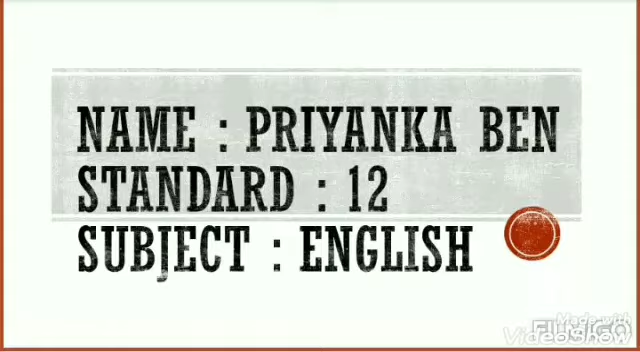 NAME : PRIYANKA BEN
STANDARD : 12
SUBJECT : ENGLISH
Made with
VideoShow